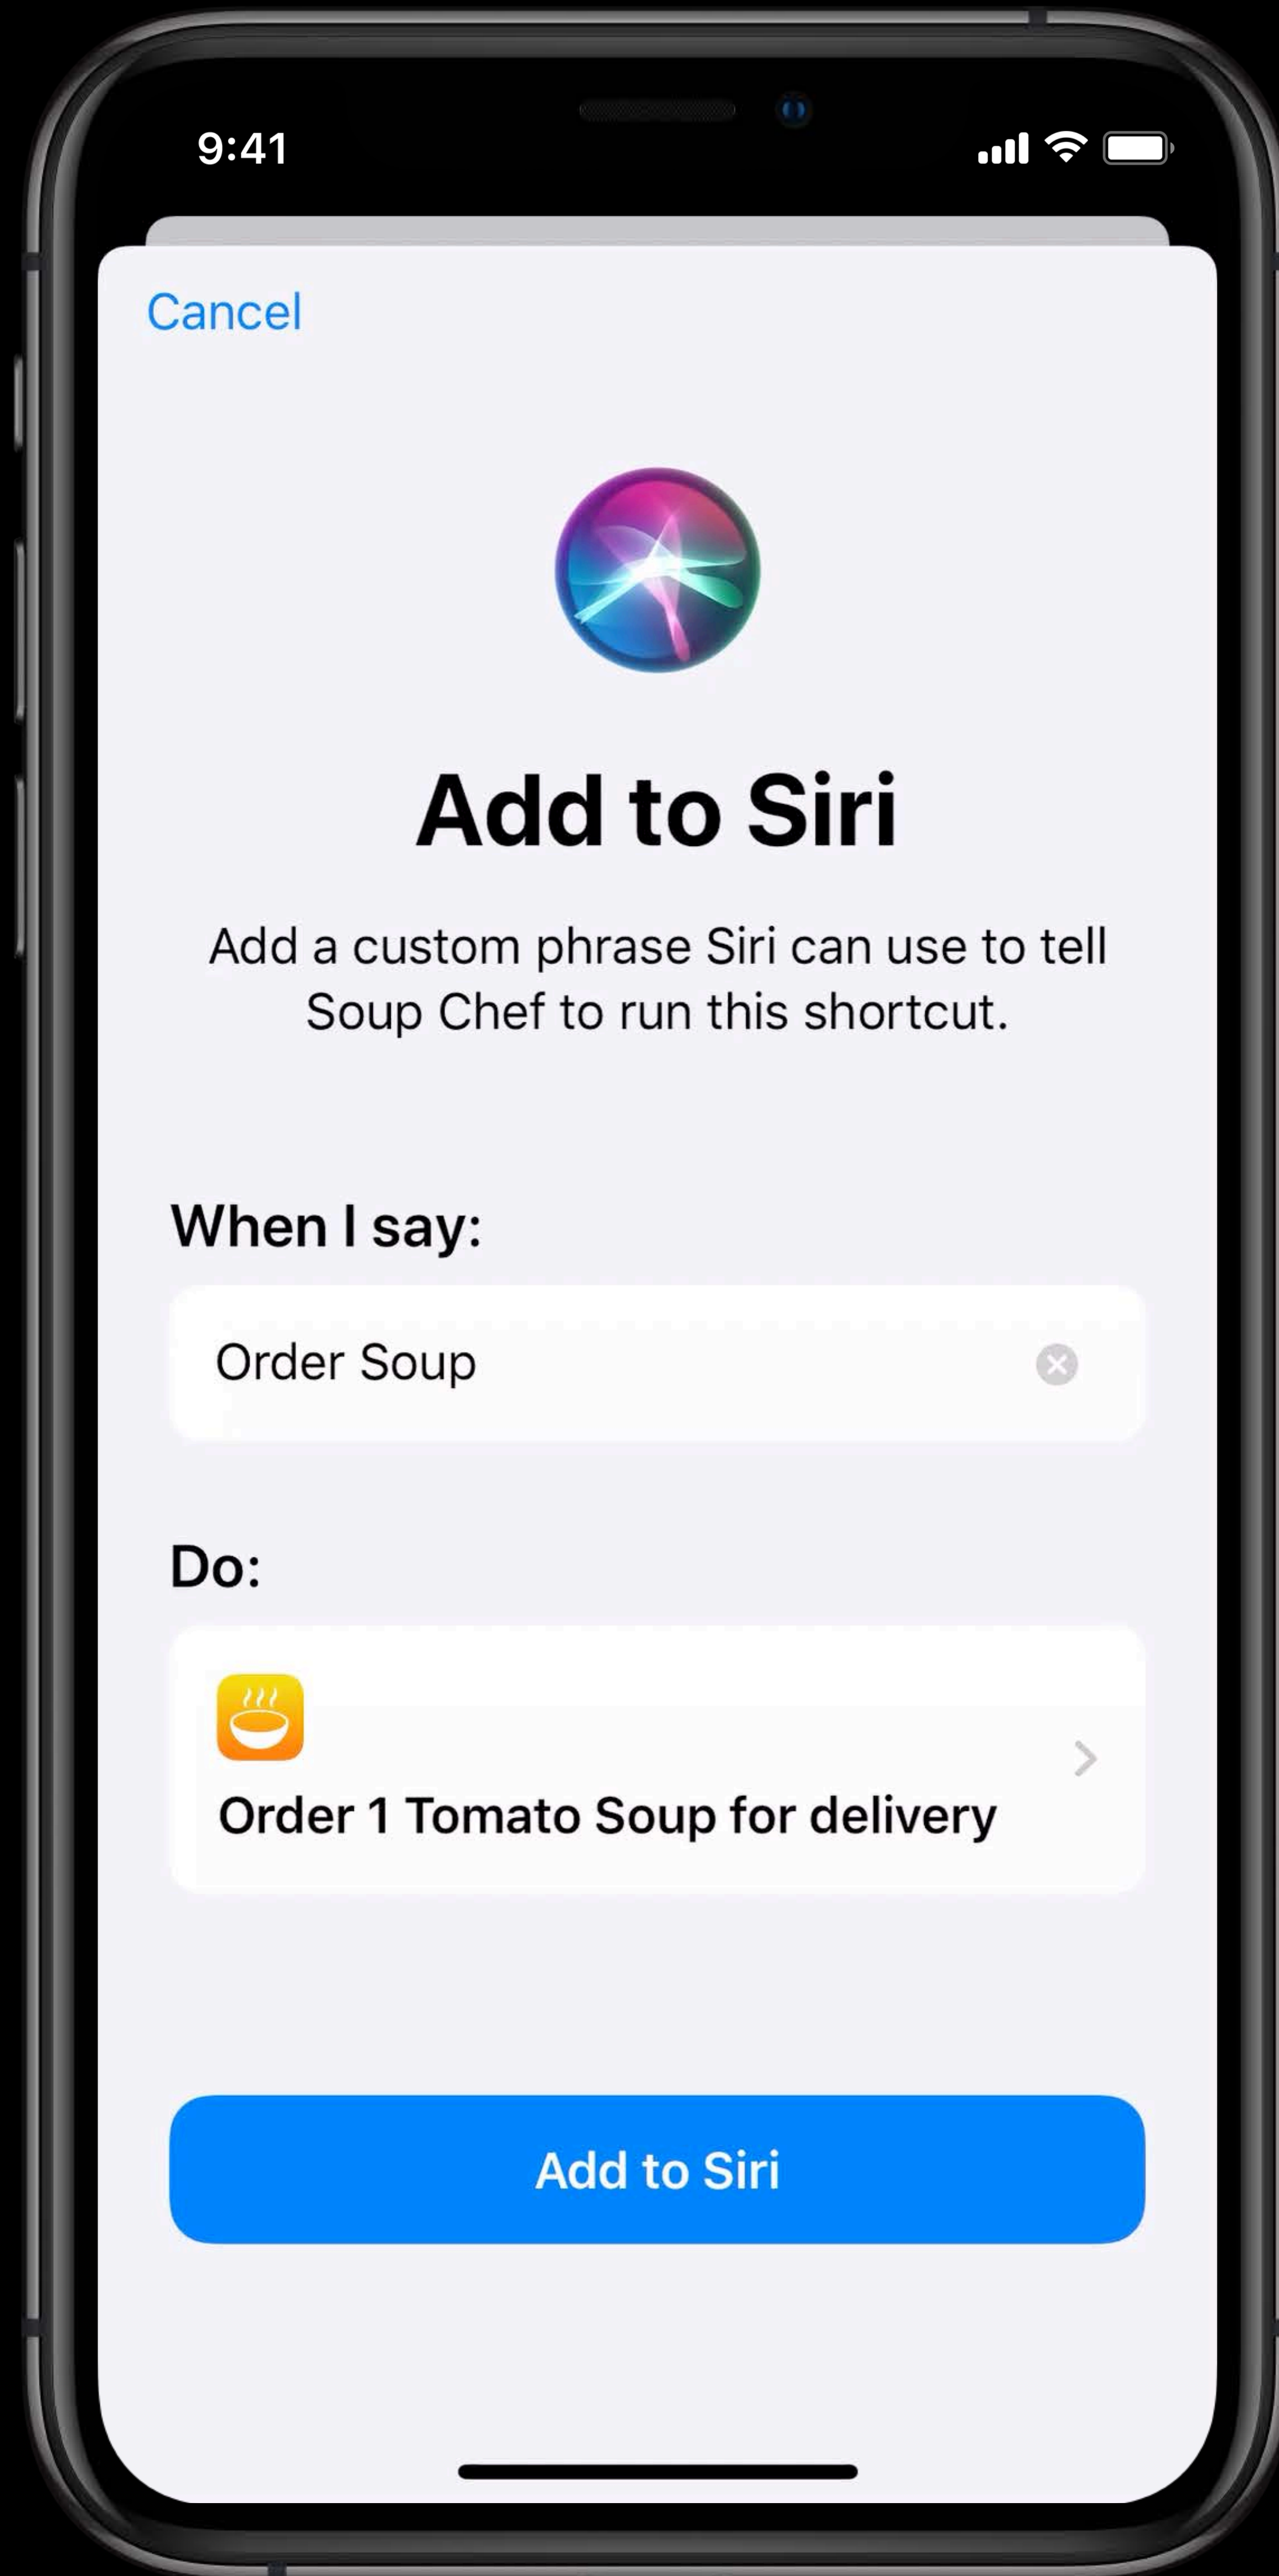 9:41
Cancel
Add to Siri
Add a custom phrase Siri can use to tell
Soup Chef to run this shortcut.
When I say:
Order Soup
Do:
Order 1 Tomato Soup for delivery
Add to Siri